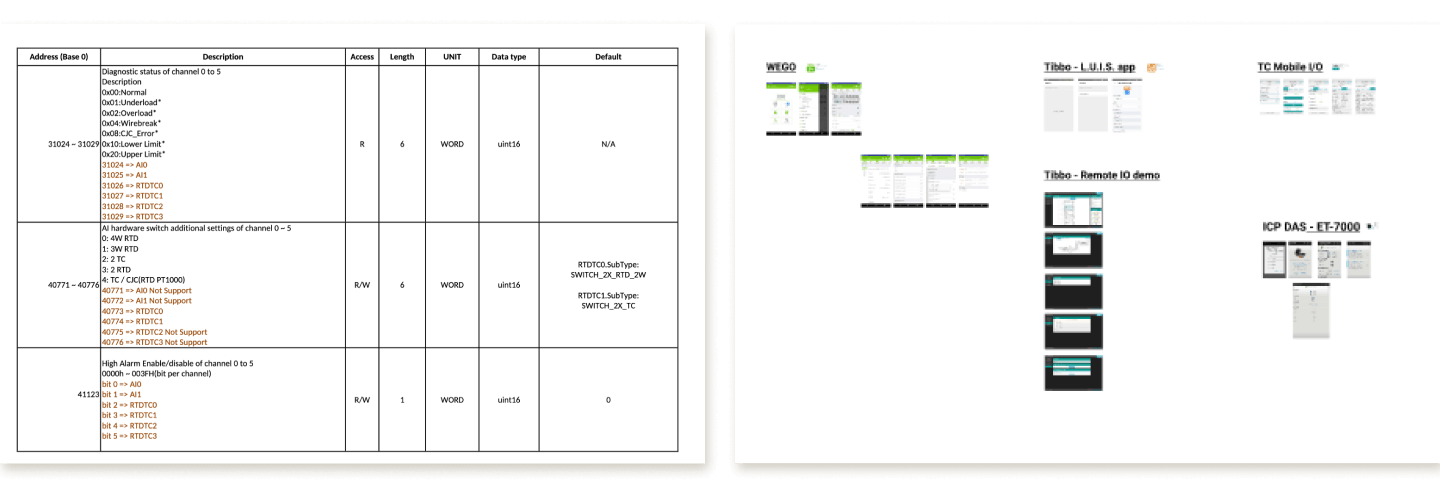 Address (Base 0) Description Access Length UNIT Data type Default
Diagnostic status of channel 0 to 5
Description
0x00:Normal
0x01:Underload*
0x02:Overload*
0x04:Wirebreak*
0x08:CJC_Error*
31024 ~ 31029 0x10:Lower Limit* R 6 WORD uint16 N/A
0x20:Upper Limit*
31024 => AI0
31025 => AI1
31026 => RTDTC0
31027 => RTDTC1
31028 => RTDTC2
31029 => RTDTC3
AI hardware switch additional settings of channel 0 ~ 5
0: 4W RTD
1: 3W RTD
2: 2 TC
3: 2 RTD
4: TC / CJC(RTD PT1000)
40771 ~ 40776 40771 => AI0 Not Support R/W 6 WORD uint16
RTDTC0.SubType:
SWITCH_2X_RTD_2W
RTDTC1.SubType:
SWITCH_2X_TC
40772 => AI1 Not Support
40773 => RTDTC0
40774 => RTDTC1
40775 => RTDTC2 Not Support
40776 => RTDTC3 Not Support
High Alarm Enable/disable of channel 0 to 5
0000h ~ 003FH(bit per channel)
bit 0 => AI0
41123 bit 1 => AI1 R/W 1 WORD uint16 0
bit 2 => RTDTC0
bit 3 => RTDTC1
bit 4 => RTDTC2
bit 5 => RTDTC3
WEGO
Tibbo - L.U.I.S. app
TC Mobile I/O
Tibbo - Remote IO demo
ICP DAS - ET-7000